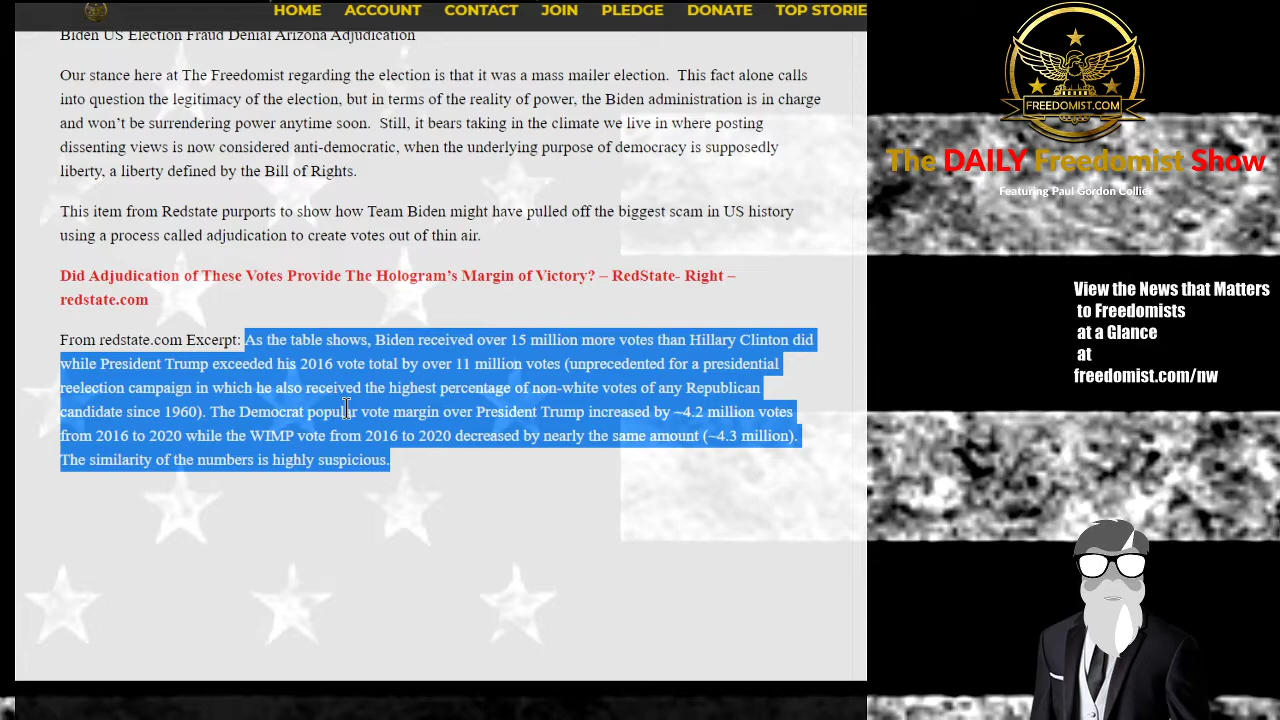 HOME ACCOUNT CONTACT JOIN PLEDGE DONATE TOP STORIE
Biden US Election Fraud Denial Arizona Adjudication
Our stance here at The Freedomist regarding the election is that it was a mass mailer election. This fact alone calls
into question the legitimacy of the election, but in terms of the reality of power, the Biden administration is in charge
and won't be surrendering power anytime soon. Still, it bears taking in the climate we live in where posting
dissenting views is now considered anti-democratic, when the underlying purpose of democracy is supposedly
liberty, a liberty defined by the Bill of Rights.
This item from Redstate purports to show how Team Biden might have pulled off the biggest scam in US history
using a process called adjudication to create votes out of thin air.
Did Adjudication of These Votes Provide The Hologram's Margin of Victory? – RedState- Right –
redstate.com
From redstate.com Excerpt: As the table shows, Biden received over 15 million more votes than Hillary Clinton did
while President Trump exceeded his 2016 vote total by over 11 million votes (unprecedented for a presidential
reelection campaign in which he also received the highest percentage of non-white votes of any Republican
candidate since 1960). The Democrat popular vote margin over President Trump increased by ~4.2 million votes
from 2016 to 2020 while the WIMP vote from 2016 to 2020 decreased by nearly the same amount (~4.3 million).
The similarity of the numbers is highly suspicious.
FREEDOMIST.COM
The DAILY Freedomist Show
Featuring Paul Gordon Collie
View the News that Matters
to Freedomists
at a Glance
at
freedomist.com/nw